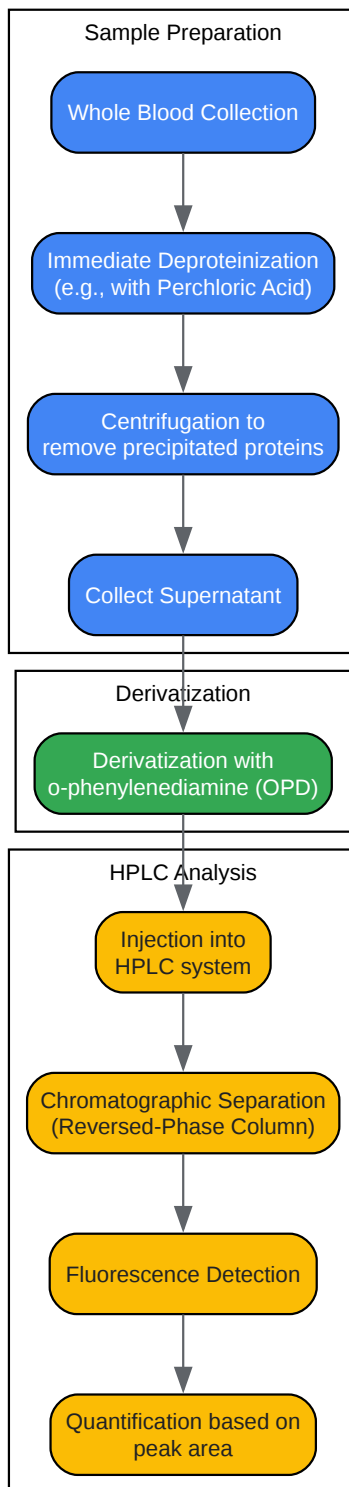 Sample Preparation
Whole Blood Collection
Immediate Deproteinization
(e.g., with Perchloric Acid)
Centrifugation to
remove precipitated proteins
Collect Supernatant
Derivatization
Derivatization with
o-phenylenediamine (OPD)
HPLC Analysis
Injection into
HPLC system
Chromatographic Separation
(Reversed-Phase Column)
Fluorescence Detection
Quantification based on
peak area